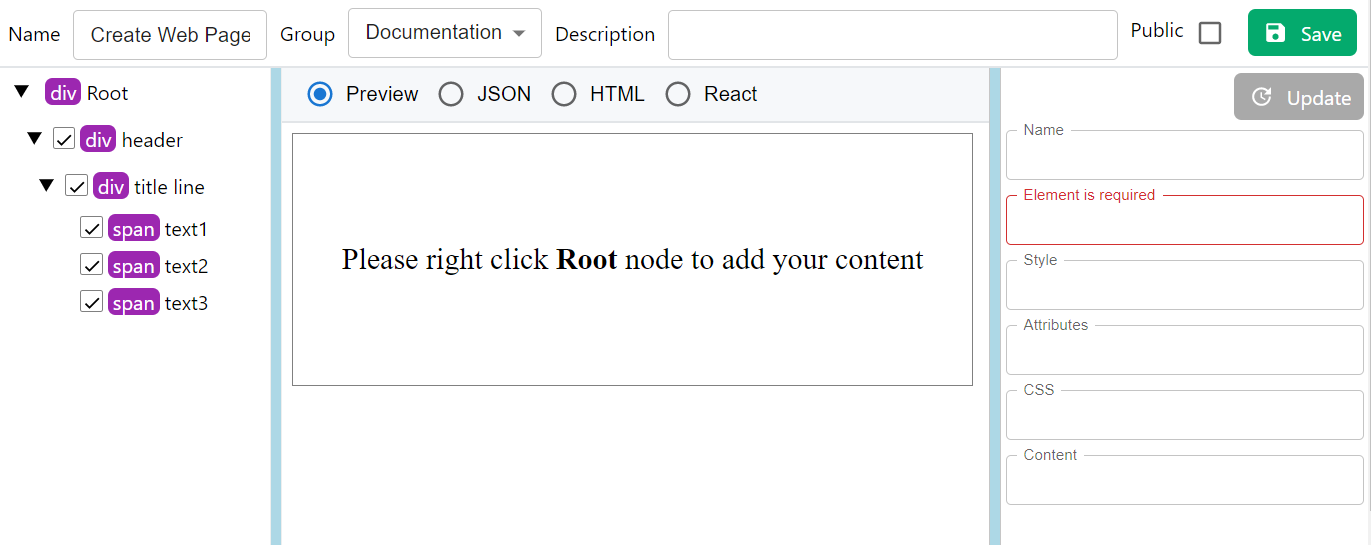 Name Create Web Page Group Documentation Description Public Save
div Root
div header
div title line
span text1
span text2
span text3
Preview JSON HTML React
Please right click Root node to add your content
Update
Name
Element is required
Style
Attributes
CSS
Content